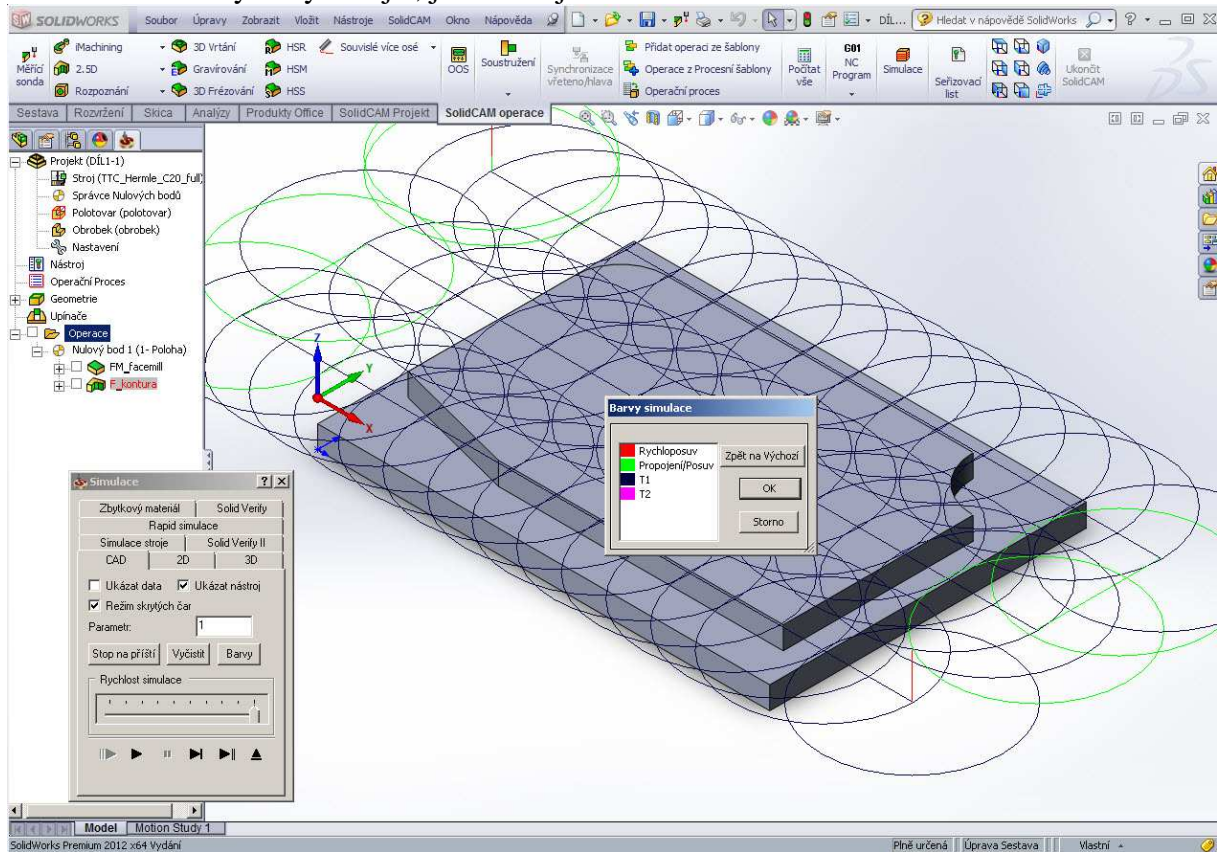 SOLIDWORKS Soubor Úpravy Zobrazit Vložit Nástroje SolidCAM Okno Nápověda DÍL... Hledat v nápovědě SolidWorks
Měřící sonda
iMachining
2.5D
Rozpoznání
3D Vrtání
Gravírování
3D Frézování
HSR
HSM
HSS
Souvislé více osé
OOS
Soustružení
Synchronizace vřeteno/hlava
Přidat operaci ze šablony
Operace z Procesní šablony
Operační proces
Počítat vše
G01
NC Program
Simulace
Seřizovací list
Ukončit SolidCAM
Sestava Rozvržení Skica Analýzy Produkty Office SolidCAM Projekt SolidCAM operace
Projekt (DÍL1-1)
Stroj (TTC_Hermle_C20_full)
Správce Nulových bodů
Polotovar (polotovar)
Obrobek (obrobek)
Nastavení
Nástroj
Operační Proces
Geometrie
Upínače
Operace
Nulový bod 1 (1- Poloha)
FM_facemill
F_kontura
Z
Y
X
Barvy simulace
Rychloposuv
Propojení/Posuv
T1
T2
Zpět na Výchozí
OK
Storno
Simulace
Zbytkový materiál Solid Verify
Rapid simulace
Simulace stroje Solid Verify II
CAD 2D 3D
Ukázat data Ukázat nástroj
Režim skrytých čar
Parametr: 1
Stop na příští Vyčistit Barvy
Rychlost simulace
Model Motion Study 1
SolidWorks Premium 2012 x64 Vydání Plně určená Úprava Sestava Vlastní